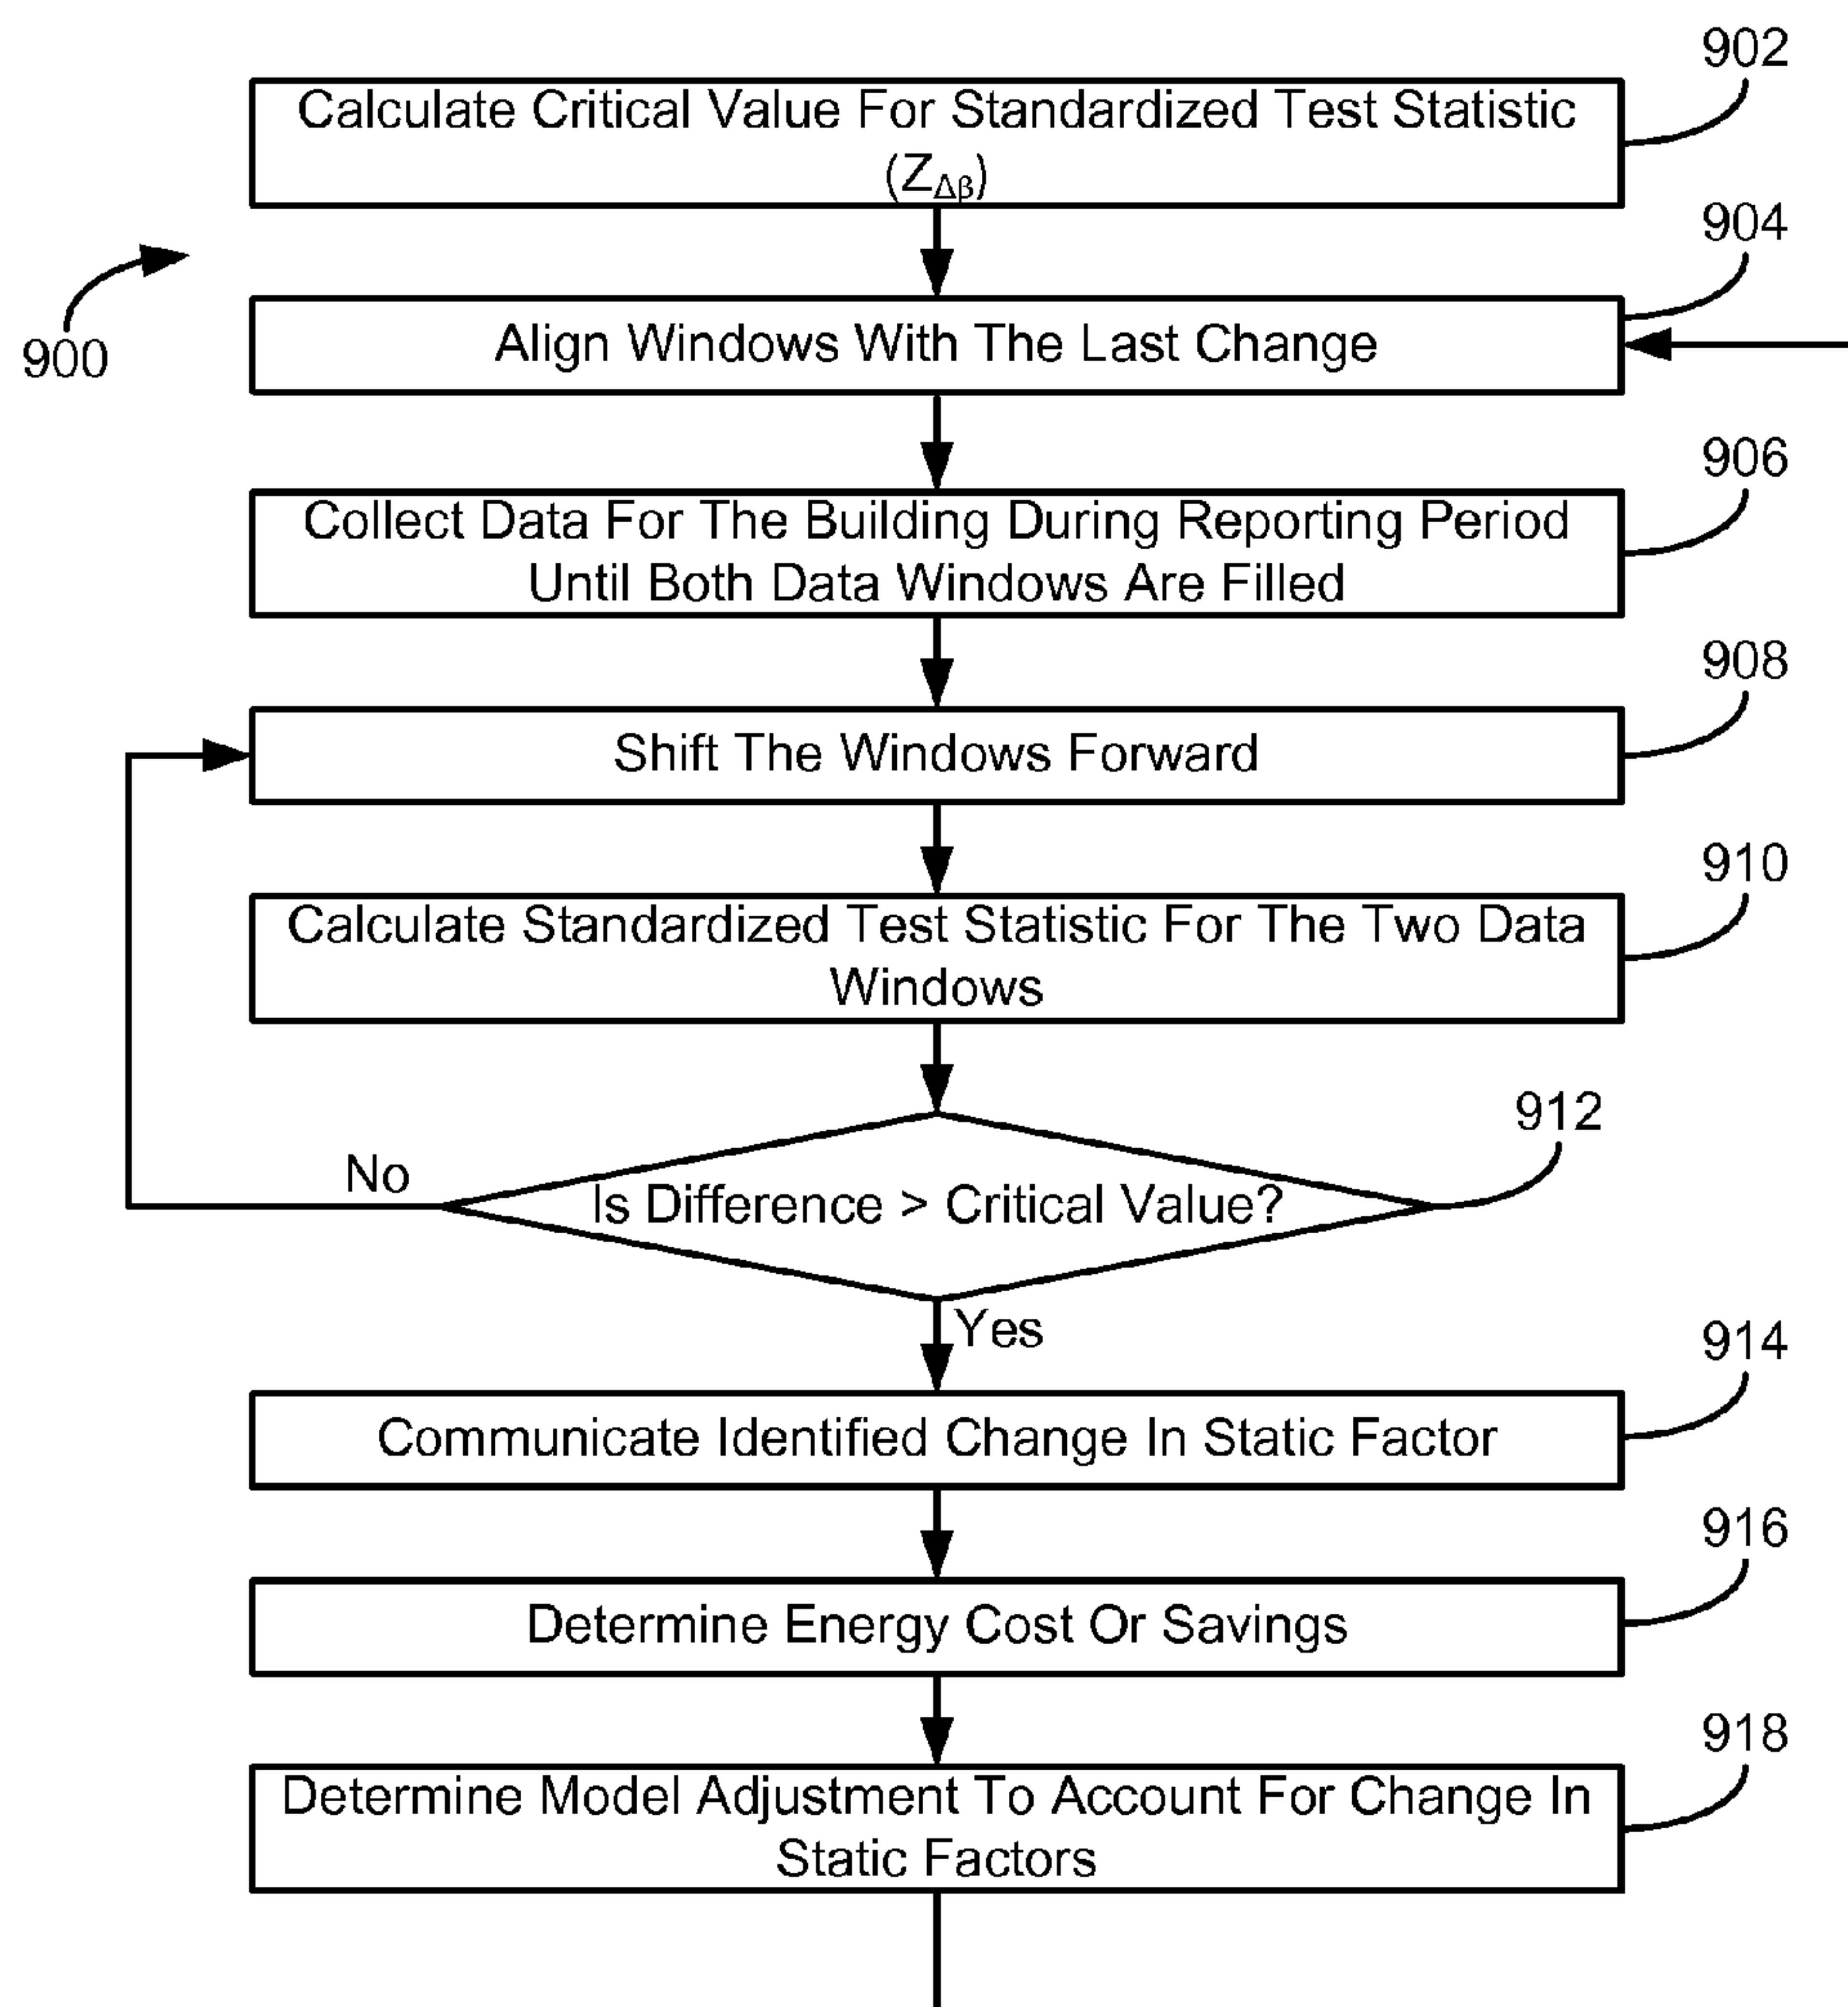 902
Calculate Critical Value For Standardized Test Statistic
(ZΔβ)
904
900
Align Windows With The Last Change
906
Collect Data For The Building During Reporting Period
Until Both Data Windows Are Filled
908
Shift The Windows Forward
910
Calculate Standardized Test Statistic For The Two Data
Windows
912
No
Is Difference > Critical Value?
Yes
914
Communicate Identified Change In Static Factor
916
Determine Energy Cost Or Savings
918
Determine Model Adjustment To Account For Change In
Static Factors